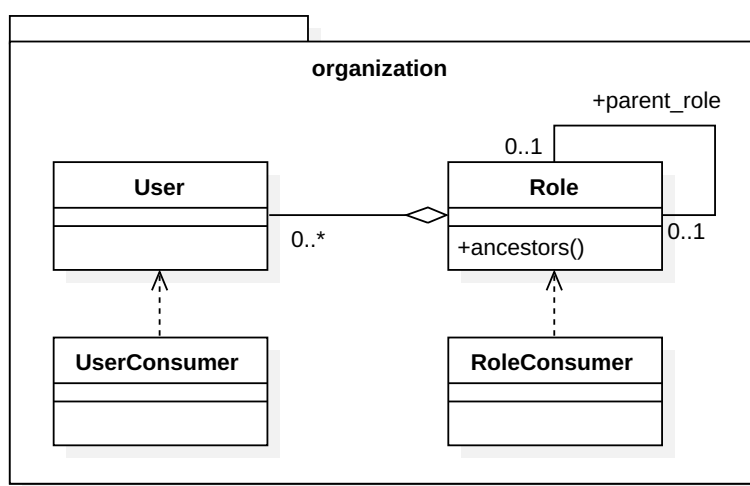 organization
+parent_role
0..1
User
Role
0..*
0..1
+ancestors()
UserConsumer
RoleConsumer